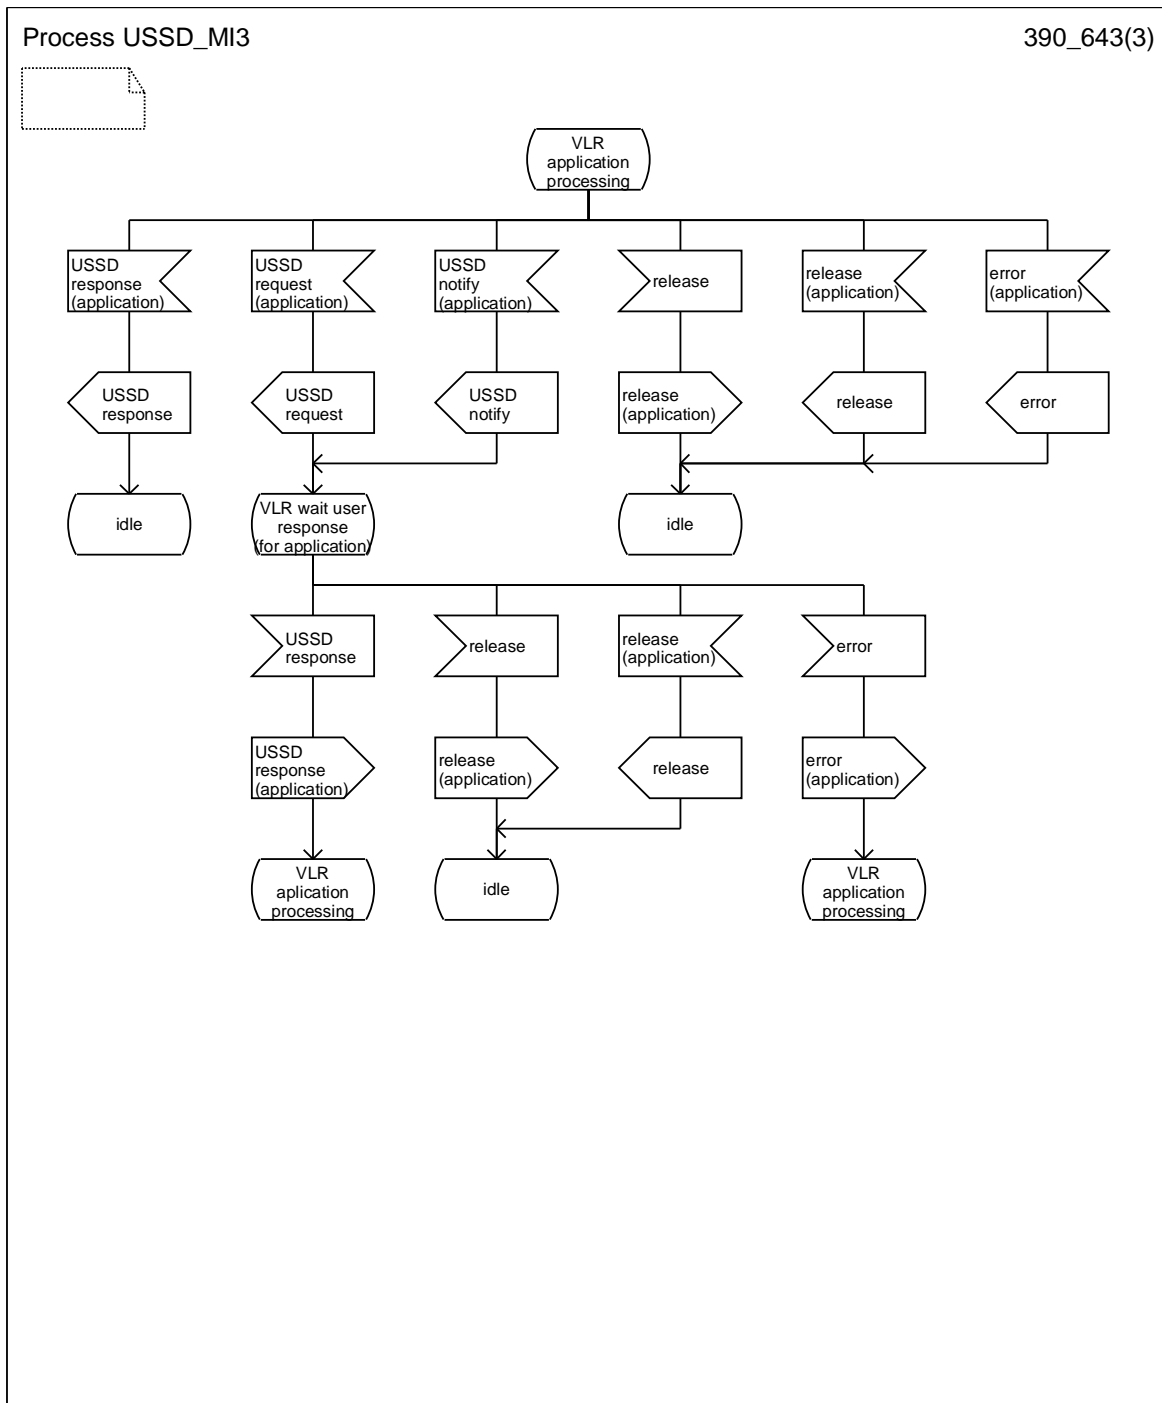 Process USSD_MI3
390_643(3)
VLR
application
processing
USSD
response
(application)
USSD
request
(application)
USSD
notify
(application)
release
release
(application)
error
(application)
USSD
response
USSD
request
USSD
notify
release
(application)
release
error
idle
VLR wait user
response
(for application)
idle
USSD
response
release
release
(application)
error
USSD
response
(application)
release
(application)
release
error
(application)
VLR
aplication
processing
idle
VLR
application
processing